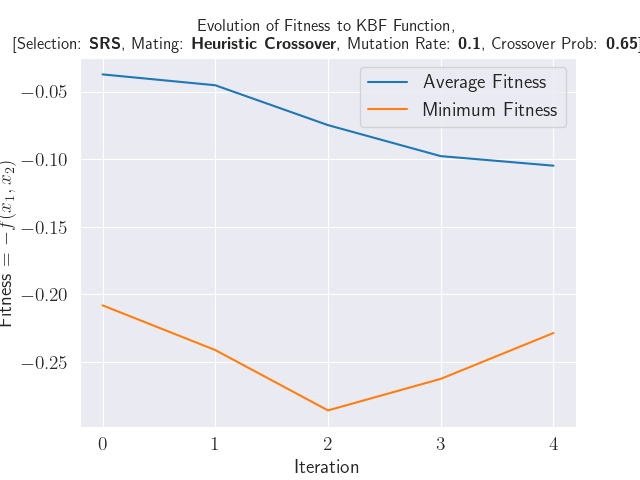 Evolution of Fitness to KBF Function,
[Selection: SRS, Mating: Heuristic Crossover, Mutation Rate: 0.1, Crossover Prob: 0.65]
Average Fitness
Minimum Fitness
−0.05
−0.10
−0.15
−0.20
−0.25
Fitness = −f(x₁, x₂)
0 1 2 3 4
Iteration